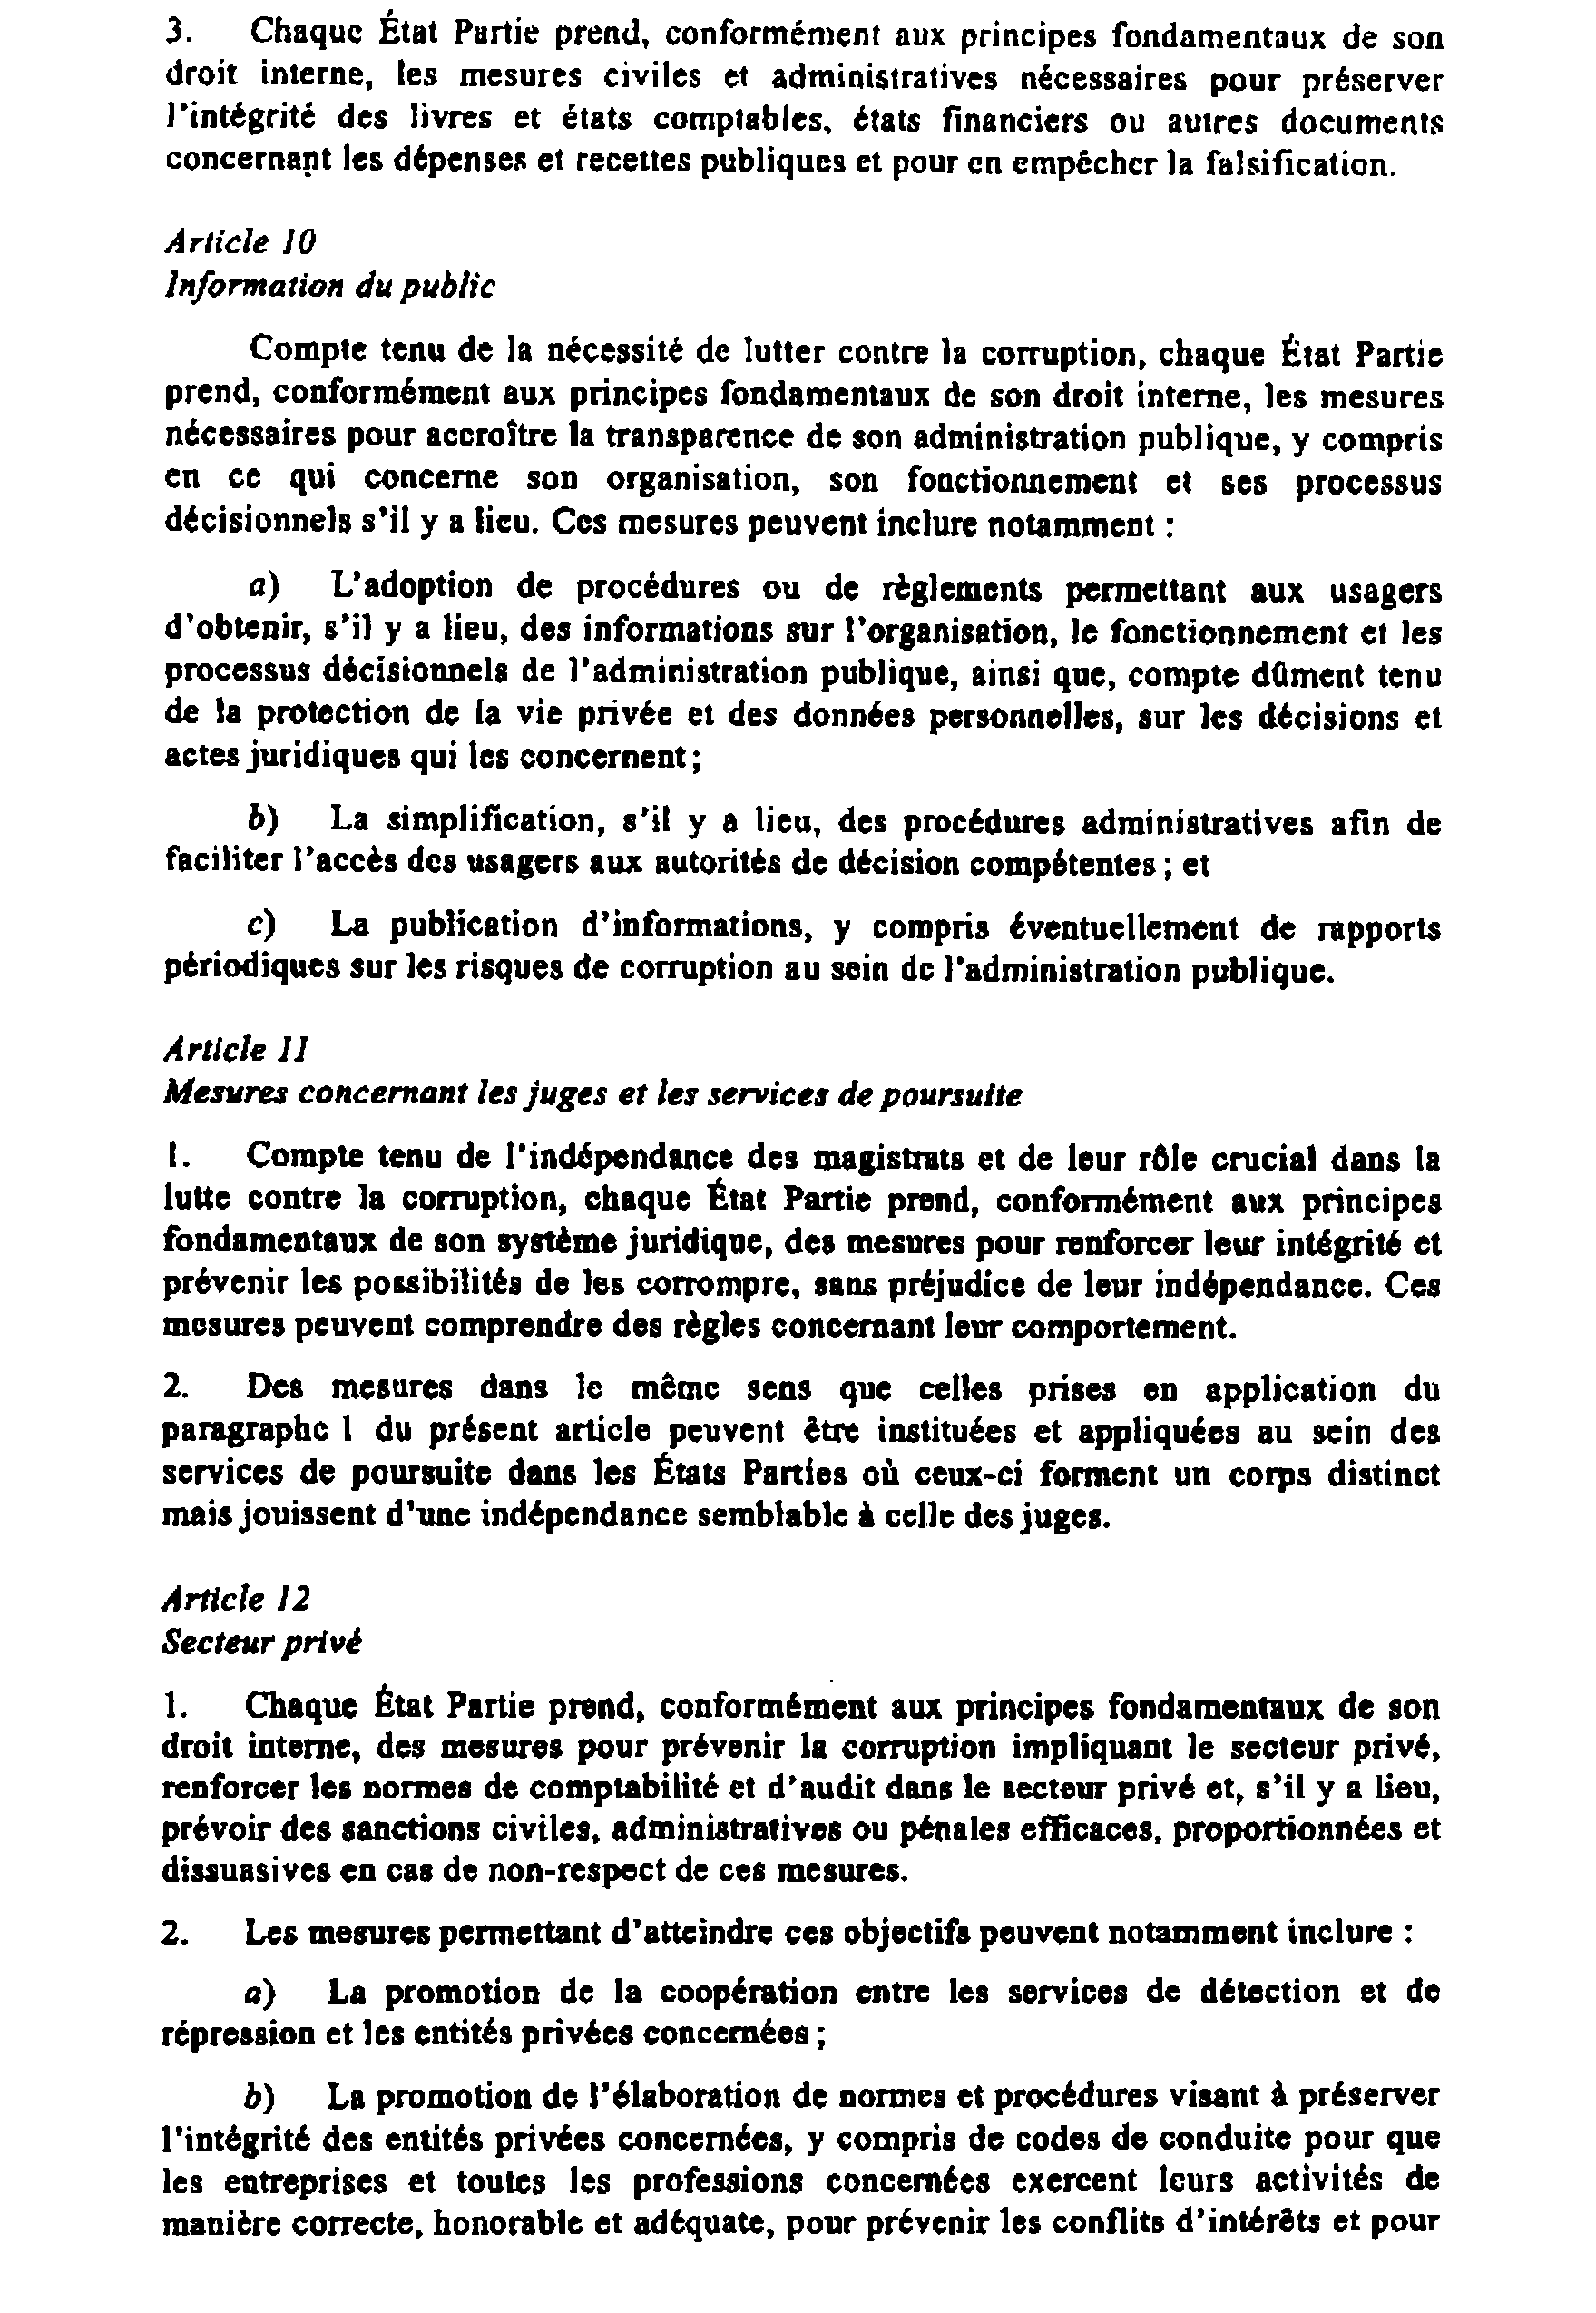 3. Chaque État Partie prend, conformément aux principes fondamentaux de son
droit interne, les mesures civiles et administratives nécessaires pour préserver
l'intégrité des livres et états comptables, états financiers ou autres documents
concernant les dépenses et recettes publiques et pour en empêcher la falsification.
Article 10
Information du public
Compte tenu de la nécessité de lutter contre la corruption, chaque État Partie
prend, conformément aux principes fondamentaux de son droit interne, les mesures
nécessaires pour accroître la transparence de son administration publique, y compris
en ce qui concerne son organisation, son fonctionnement et ses processus
décisionnels s'il y a lieu. Ces mesures peuvent inclure notamment :
a) L'adoption de procédures ou de règlements permettant aux usagers
d'obtenir, s'il y a lieu, des informations sur l'organisation, le fonctionnement et les
processus décisionnels de l'administration publique, ainsi que, compte dûment tenu
de la protection de la vie privée et des données personnelles, sur les décisions et
actes juridiques qui les concernent ;
b) La simplification, s'il y a lieu, des procédures administratives afin de
faciliter l'accès des usagers aux autorités de décision compétentes ; et
c) La publication d'informations, y compris éventuellement de rapports
périodiques sur les risques de corruption au sein de l'administration publique.
Article 11
Mesures concernant les juges et les services de poursuite
1. Compte tenu de l'indépendance des magistrats et de leur rôle crucial dans la
lutte contre la corruption, chaque État Partie prend, conformément aux principes
fondamentaux de son système juridique, des mesures pour renforcer leur intégrité et
prévenir les possibilités de les corrompre, sans préjudice de leur indépendance. Ces
mesures peuvent comprendre des règles concernant leur comportement.
2. Des mesures dans le même sens que celles prises en application du
paragraphe 1 du présent article peuvent être instituées et appliquées au sein des
services de poursuite dans les États Parties où ceux-ci forment un corps distinct
mais jouissent d'une indépendance semblable à celle des juges.
Article 12
Secteur privé
1. Chaque État Partie prend, conformément aux principes fondamentaux de son
droit interne, des mesures pour prévenir la corruption impliquant le secteur privé,
renforcer les normes de comptabilité et d'audit dans le secteur privé et, s'il y a lieu,
prévoir des sanctions civiles, administratives ou pénales efficaces, proportionnées et
dissuasives en cas de non-respect de ces mesures.
2. Les mesures permettant d'atteindre ces objectifs peuvent notamment inclure :
a) La promotion de la coopération entre les services de détection et de
répression et les entités privées concernées ;
b) La promotion de l'élaboration de normes et procédures visant à préserver
l'intégrité des entités privées concernées, y compris de codes de conduite pour que
les entreprises et toutes les professions concernées exercent leurs activités de
manière correcte, honorable et adéquate, pour prévenir les conflits d'intérêts et pour